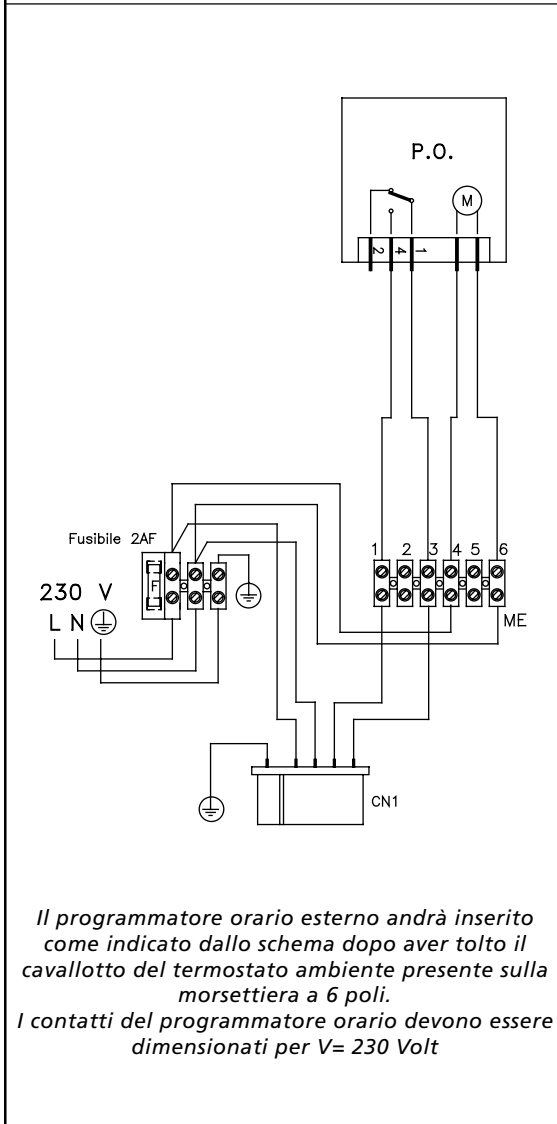 P.O.
M
2 4 1
Fusibile 2AF
1 2 3 4 5 6
F
230 V
L N
ME
CN1
Il programmatore orario esterno andrà inserito
come indicato dallo schema dopo aver tolto il
cavallotto del termostato ambiente presente sulla
morsettiera a 6 poli.
I contatti del programmatore orario devono essere
dimensionati per V= 230 Volt